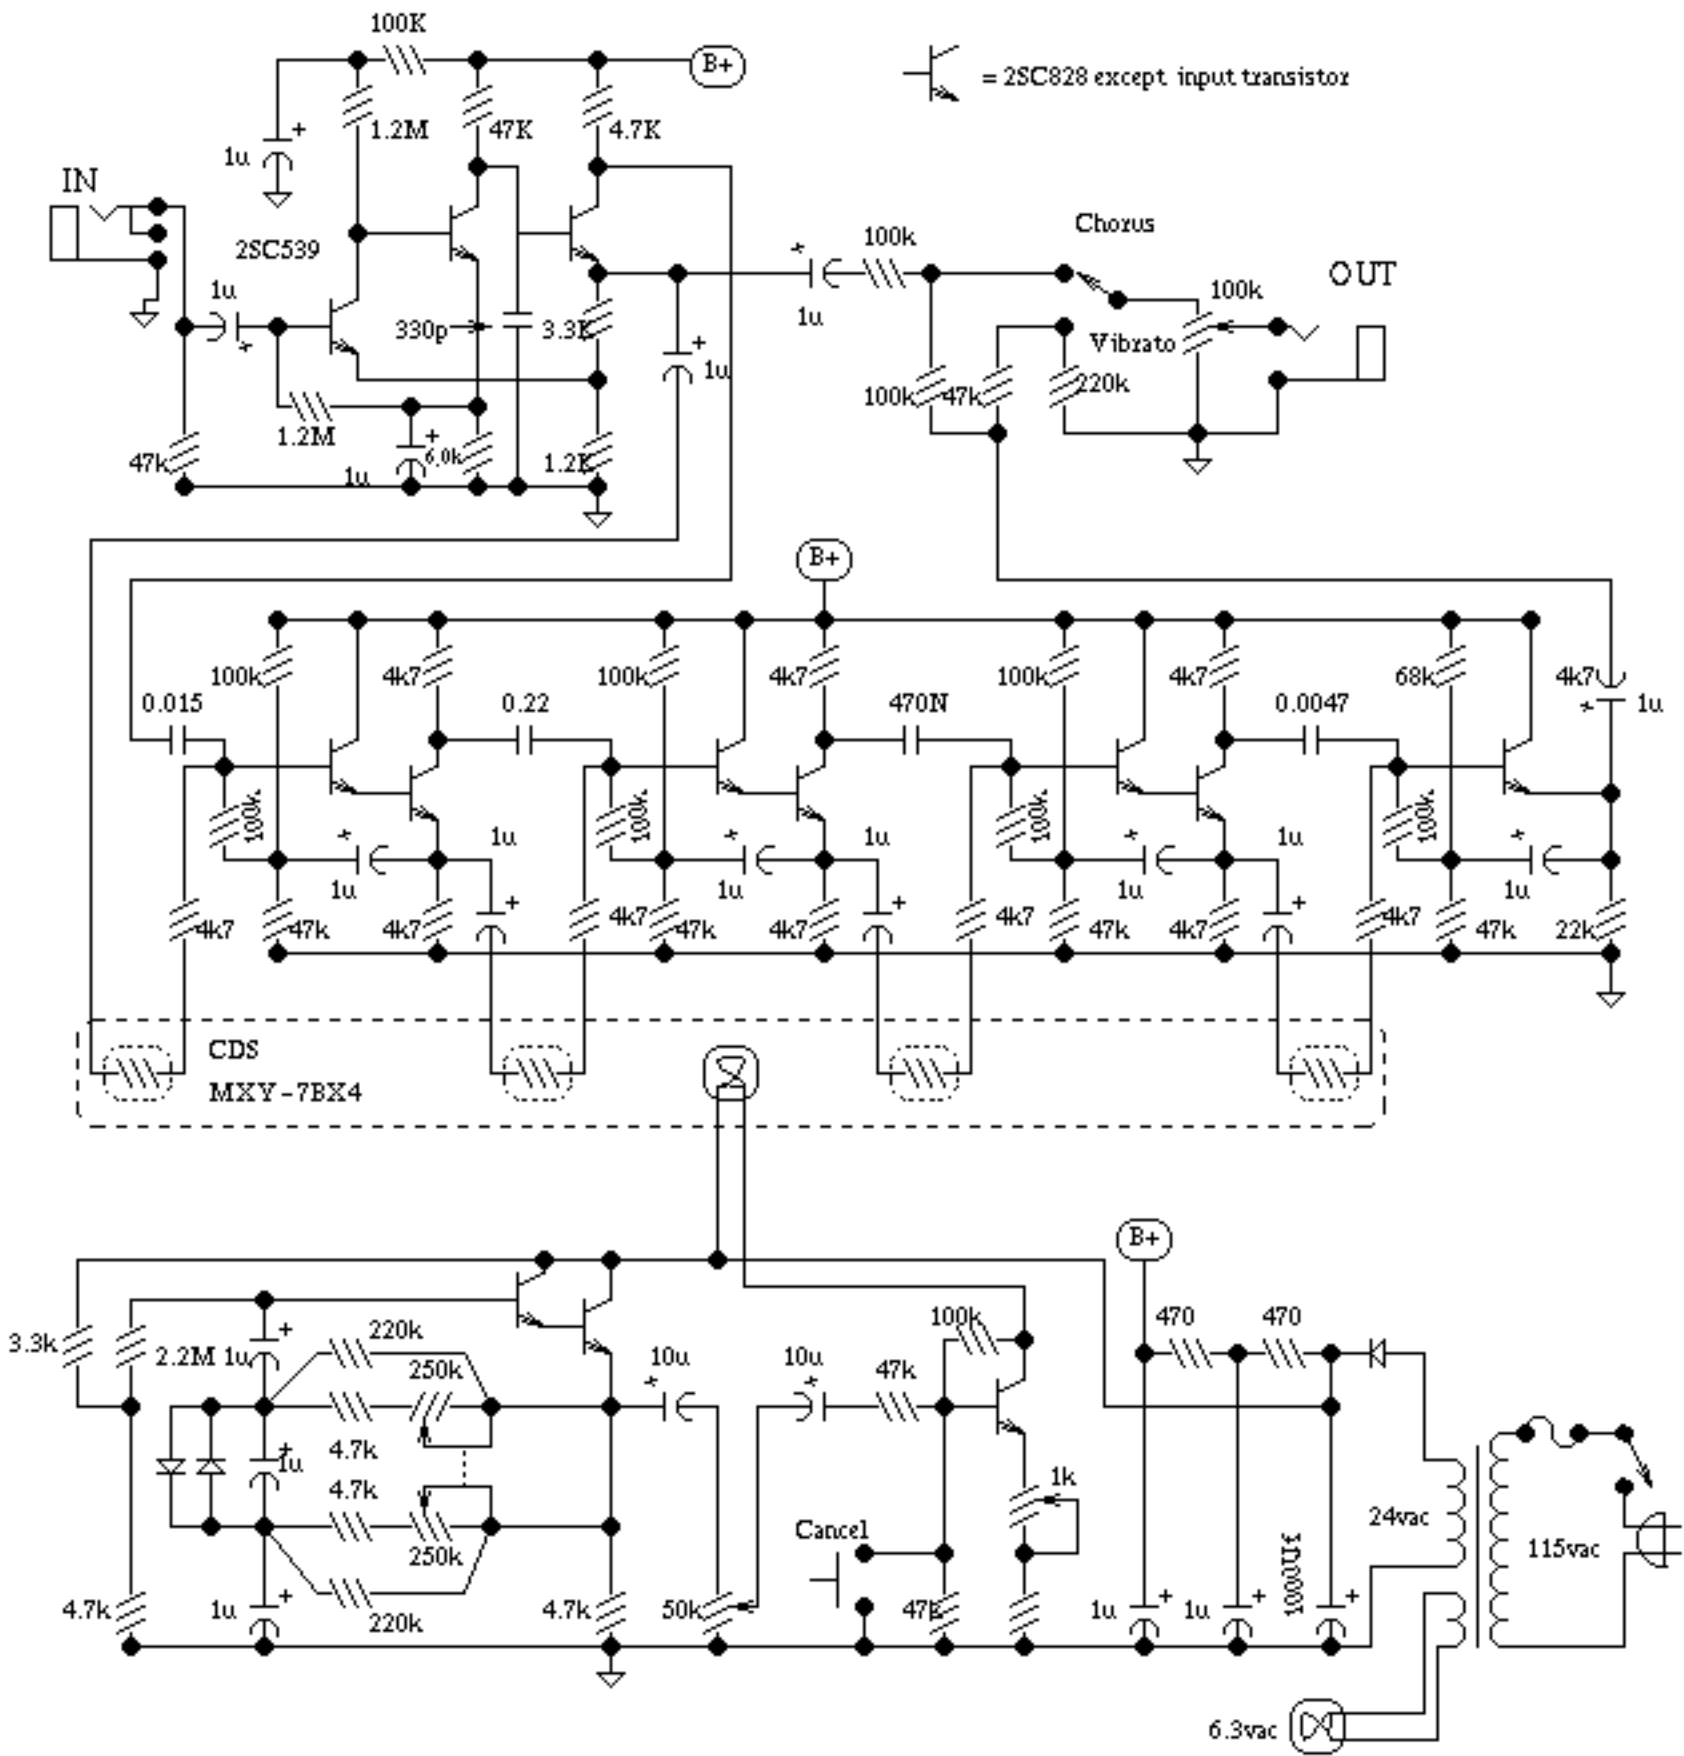 100K
B+
= 2SC828 except input transistor
1.2M
47K
4.7K
1u
IN
2SC539
1u
330p
3.3K
1u
1.2M
6.0k
1.2K
47k
1u
100k
1u
Chorus
100k
OUT
Vibrato
100k
47k
220k
B+
100k
4k7
100k
4k7
100k
4k7
68k
4k7
1u
0.015
0.22
470N
0.0047
100k
1u
100k
1u
100k
1u
100k
1u
1u
1u
1u
4k7
47k
4k7
4k7
47k
4k7
4k7
47k
4k7
4k7
47k
22k
CDS
MXY-7BX4
B+
3.3k
2.2M
1u
220k
250k
10u
10u
47k
100k
470
470
4.7k
1u
4.7k
250k
1k
Cancel
24vac
115vac
4.7k
1u
220k
4.7k
50k
47k
1u
1u
1000Uf
6.3vac